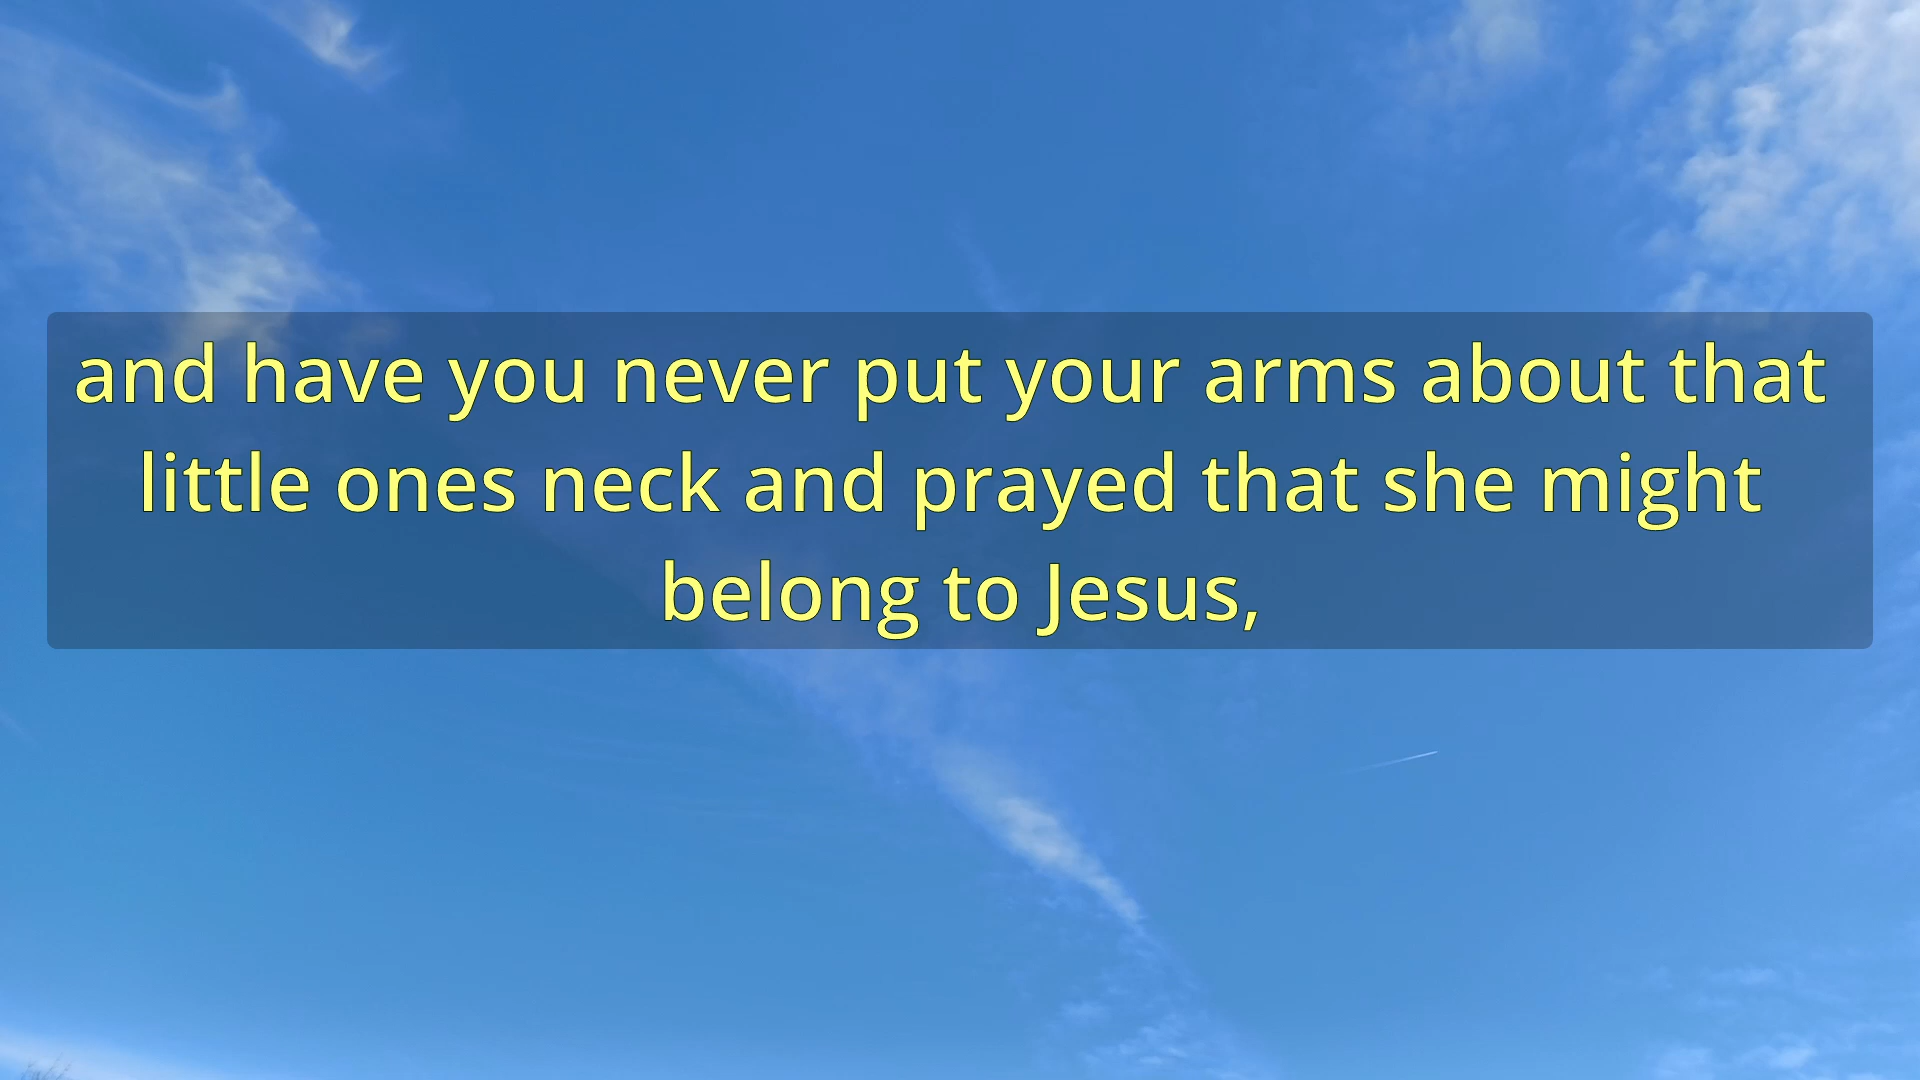 and have you never put your arms about that
little ones neck and prayed that she might
belong to Jesus,